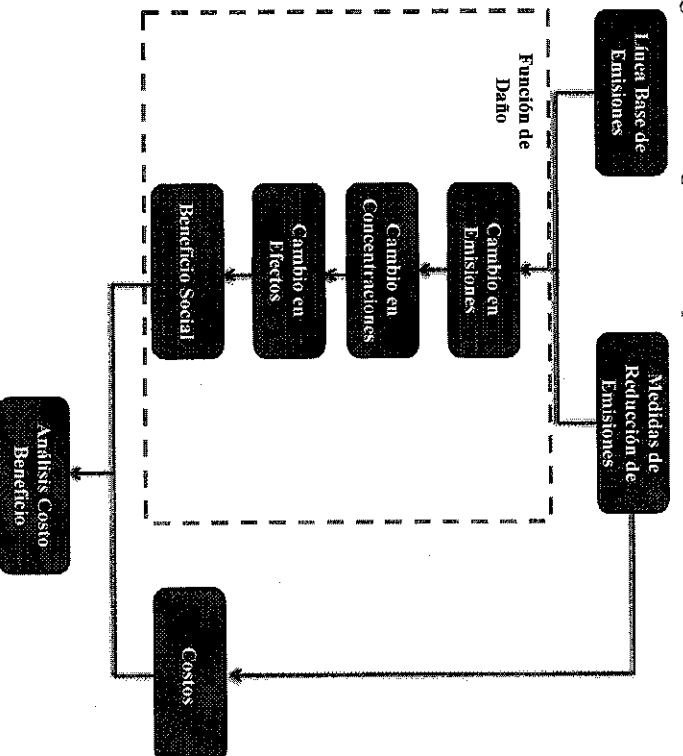 Línea Base de
Emisiones
Medidas de
Reducción de
Emisiones
Función de
Daño
Cambio en
Emisiones
Cambio en
Concentraciones
Cambio en
Efectos
Beneficio Social
Costos
Análisis Costo
Beneficio